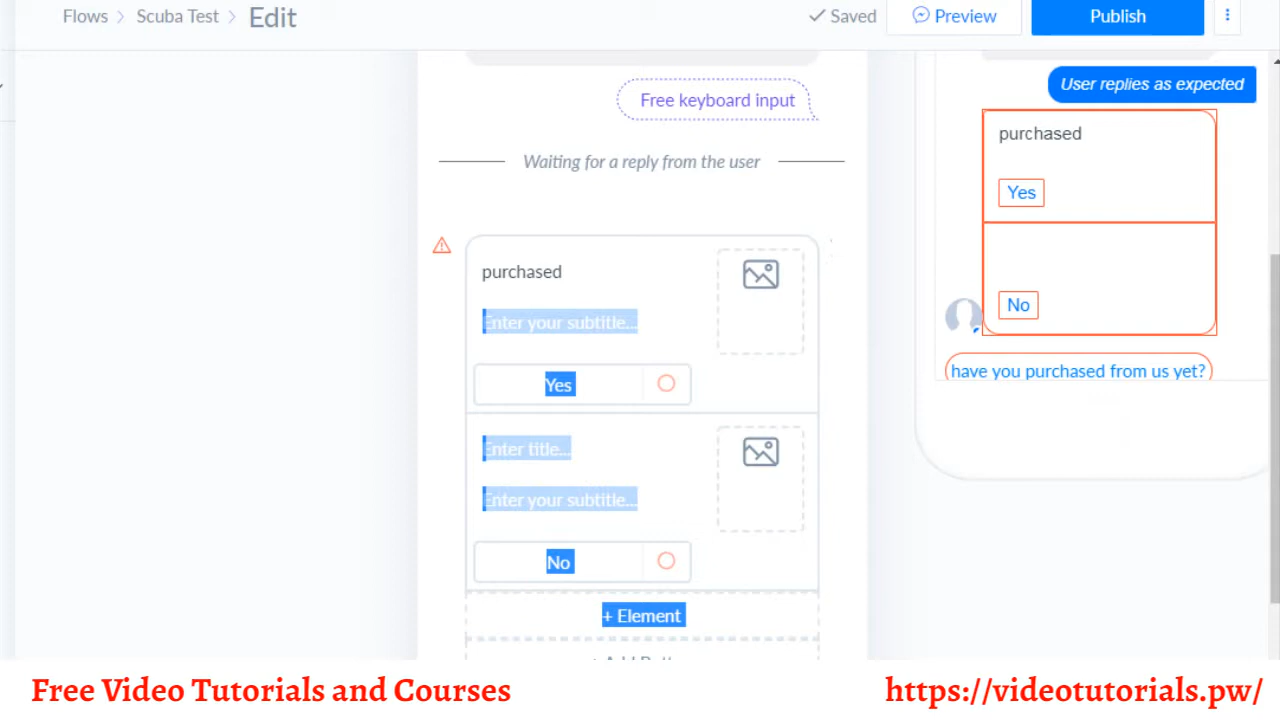 Flows > Scuba Test > Edit
Saved
Preview
Publish
Free keyboard input
Waiting for a reply from the user
purchased
Enter your subtitle...
Yes
Enter title...
Enter your subtitle...
No
+ Element
User replies as expected
purchased
Yes
No
have you purchased from us yet?
Free Video Tutorials and Courses
https://videotutorials.pw/